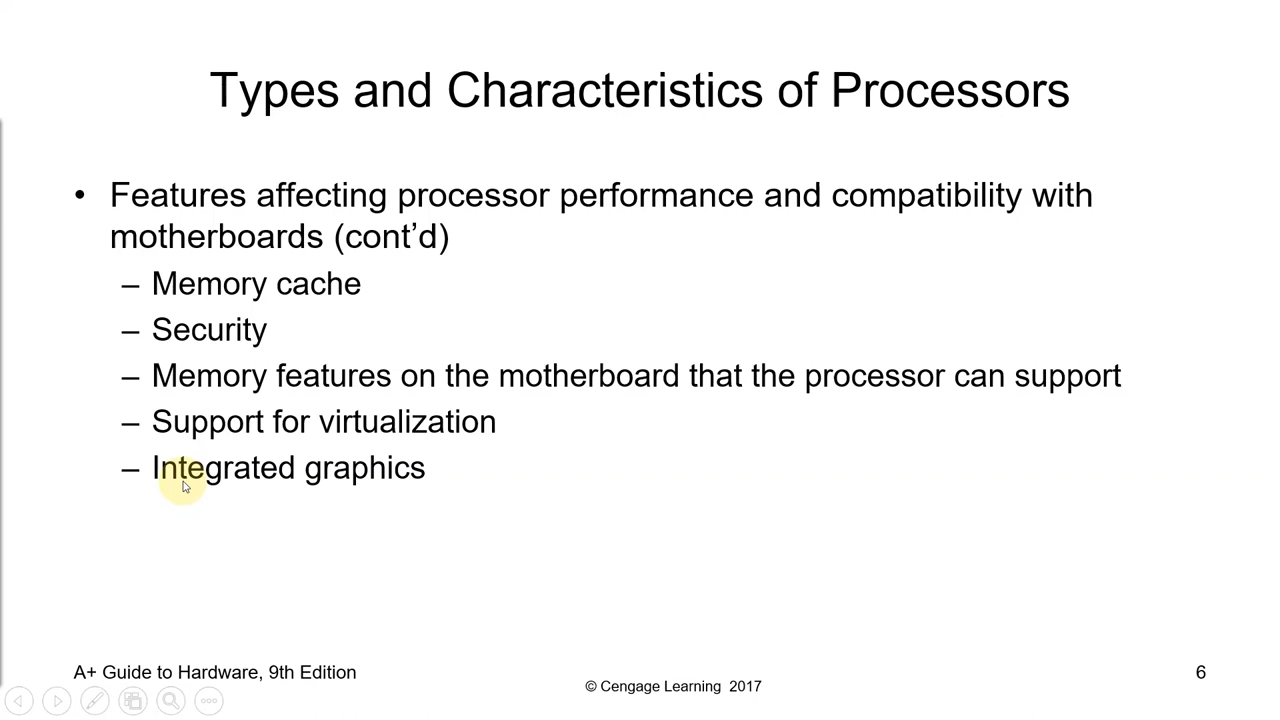 Types and Characteristics of Processors
• Features affecting processor performance and compatibility with
motherboards (cont’d)
– Memory cache
– Security
– Memory features on the motherboard that the processor can support
– Support for virtualization
– Integrated graphics
A+ Guide to Hardware, 9th Edition
© Cengage Learning 2017
6